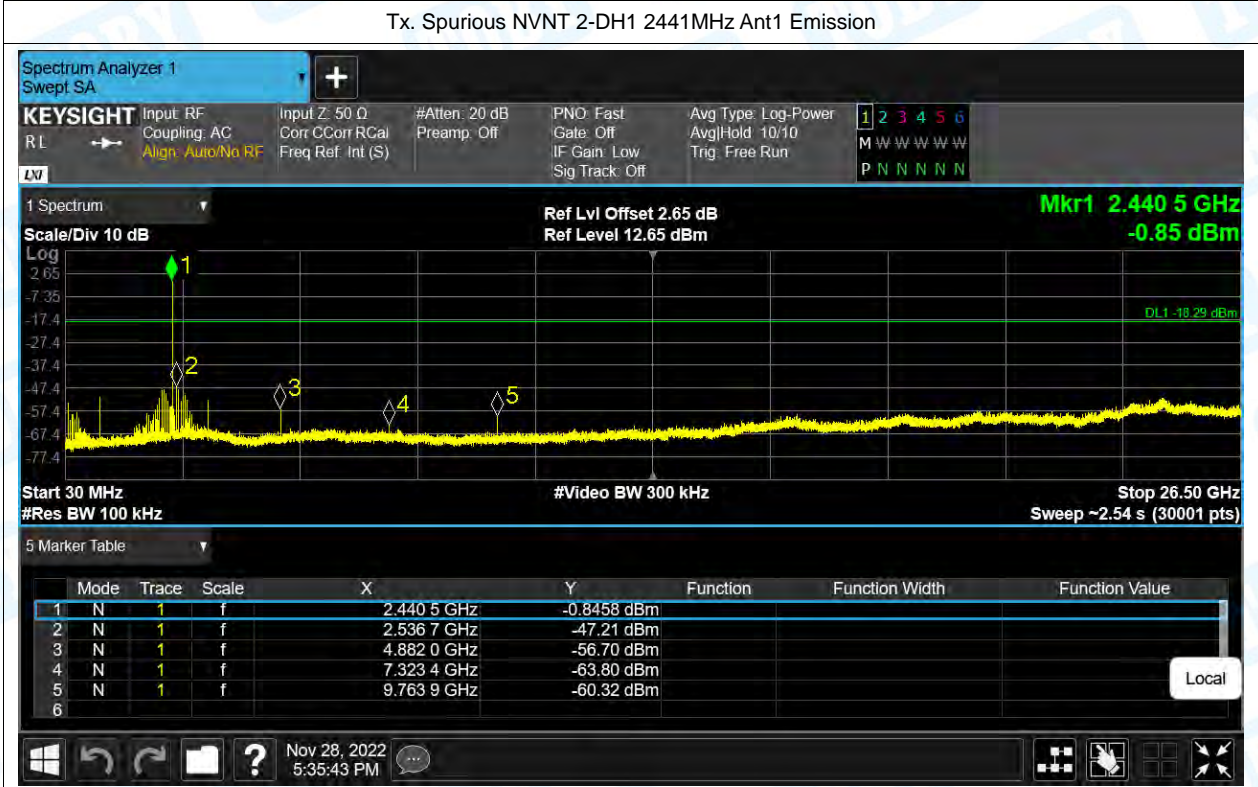 Tx. Spurious NVNT 2-DH1 2441MHz Ant1 Emission
Spectrum Analyzer 1
Swept SA
KEYSIGHT
RL
LXI
Input: RF
Coupling: AC
Align: Auto/No RF
Input Z: 50 Ω
Corr CCorr RCal
Freq Ref: Int (S)
#Atten: 20 dB
Preamp: Off
PNO: Fast
Gate: Off
IF Gain: Low
Sig Track: Off
Avg Type: Log-Power
Avg|Hold: 10/10
Trig: Free Run
1 2 3 4 5 6
M W W W W W
P N N N N N
1 Spectrum
Scale/Div 10 dB
Ref Lvl Offset 2.65 dB
Ref Level 12.65 dBm
Mkr1 2.440 5 GHz
-0.85 dBm
Log
2.65
-7.35
-17.4
-27.4
-37.4
-47.4
-57.4
-67.4
-77.4
1
2
3
4
5
DL1 -18.29 dBm
Start 30 MHz
#Res BW 100 kHz
#Video BW 300 kHz
Stop 26.50 GHz
Sweep ~2.54 s (30001 pts)
5 Marker Table
Mode Trace Scale X Y Function Function Width Function Value
1 N 1 f 2.440 5 GHz -0.8458 dBm
2 N 1 f 2.536 7 GHz -47.21 dBm
3 N 1 f 4.882 0 GHz -56.70 dBm
4 N 1 f 7.323 4 GHz -63.80 dBm
5 N 1 f 9.763 9 GHz -60.32 dBm
6
Local
?
Nov 28, 2022
5:35:43 PM